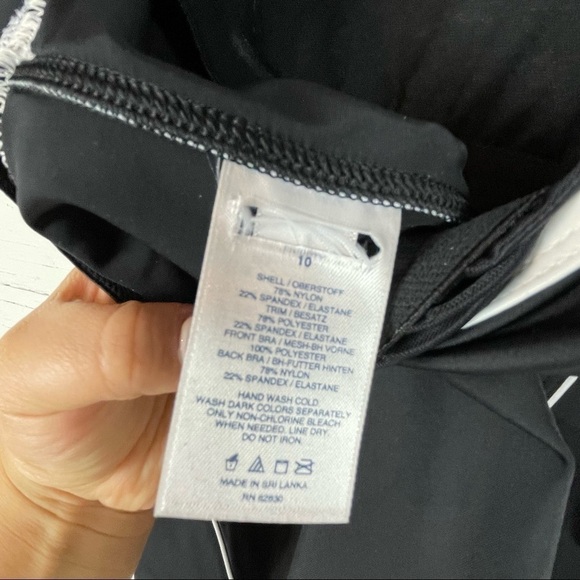 10
SHELL / OBERSTOFF
78% NYLON
22% SPANDEX / ELASTANE
TRIM / BESATZ
78% POLYESTER
22% SPANDEX / ELASTANE
FRONT BRA / MESH-BH VORNE
100% POLYESTER
BACK BRA / BH-FUTTER HINTEN
78% NYLON
22% SPANDEX / ELASTANE
HAND WASH COLD
WASH DARK COLORS SEPARATELY
ONLY NON-CHLORINE BLEACH
WHEN NEEDED. LINE DRY.
DO NOT IRON.
MADE IN SRI LANKA
RN 62830